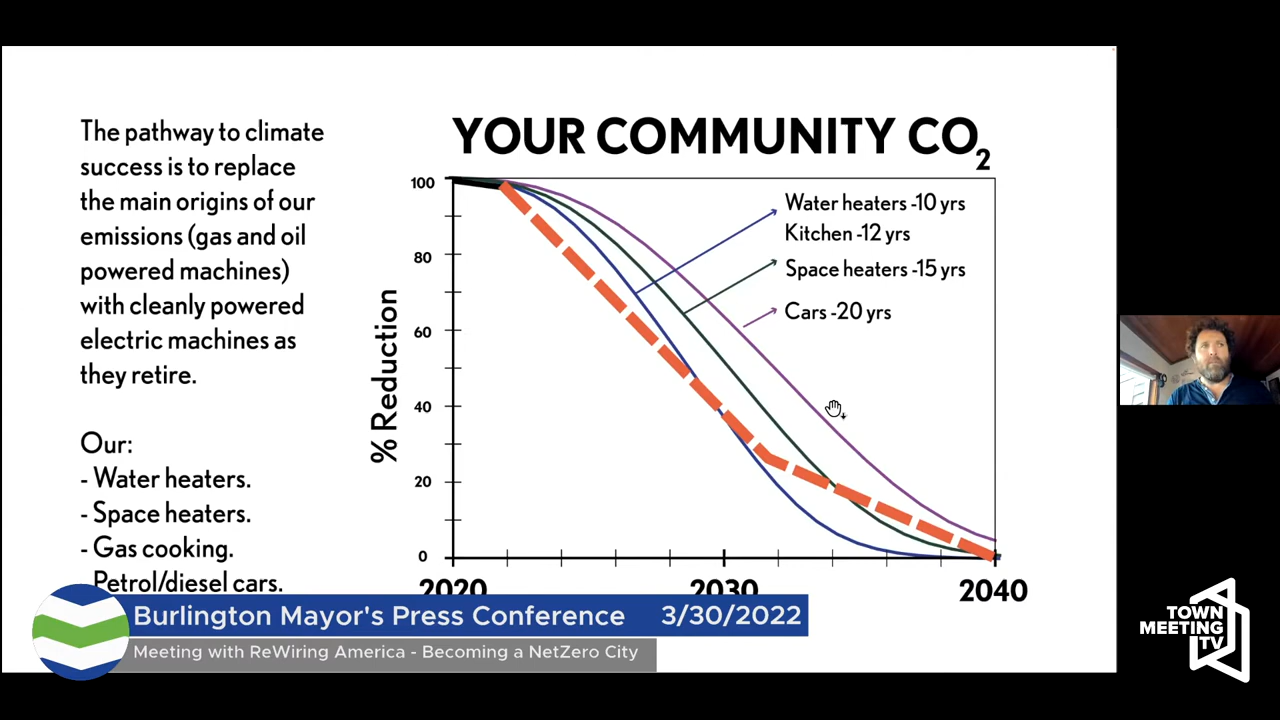 The pathway to climate
success is to replace
the main origins of our
emissions (gas and oil
powered machines)
with cleanly powered
electric machines as
they retire.
Our:
- Water heaters.
- Space heaters.
- Gas cooking.
Petrol/diesel cars.
YOUR COMMUNITY CO₂
% Reduction
100
80
60
40
20
0
Water heaters -10 yrs
Kitchen -12 yrs
Space heaters -15 yrs
Cars -20 yrs
2020
2030
2040
Burlington Mayor's Press Conference 3/30/2022
Meeting with ReWiring America - Becoming a NetZero City
TOWN
MEETING
TV